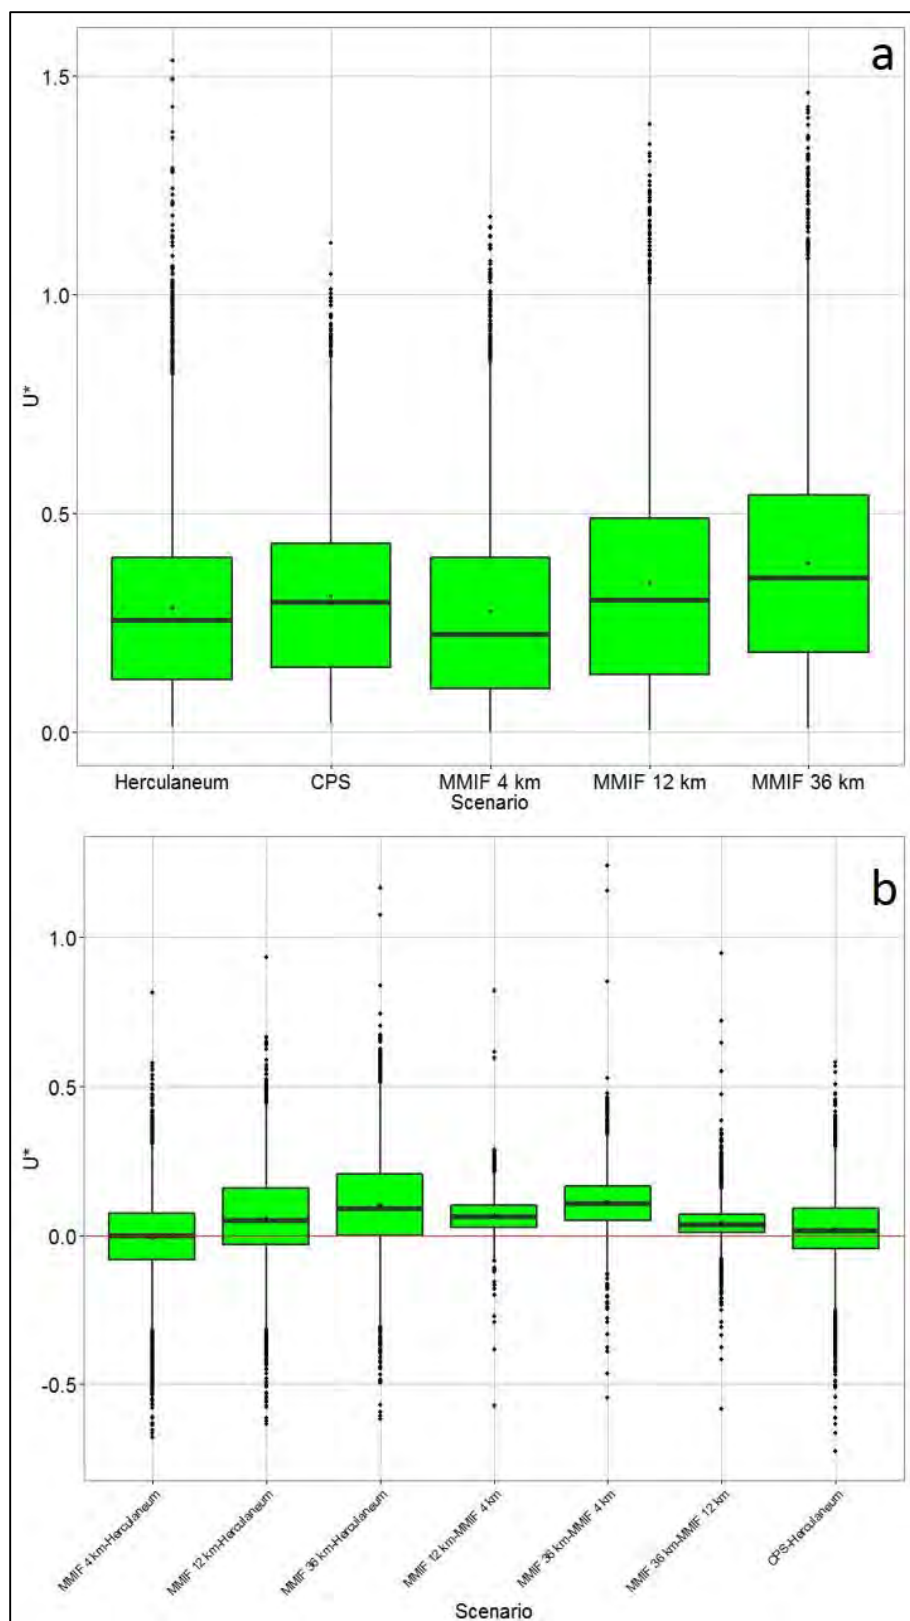 a
1.5
1.0
U*
0.5
0.0
Herculaneum CPS MMIF 4 km MMIF 12 km MMIF 36 km
Scenario
b
1.0
0.5
U*
0.0
-0.5
MMIF 4 km-Herculaneum
MMIF 12 km-Herculaneum
MMIF 36 km-Herculaneum
MMIF 12 km-MMIF 4 km
MMIF 36 km-MMIF 4 km
MMIF 36 km-MMIF 12 km
CPS-Herculaneum
Scenario